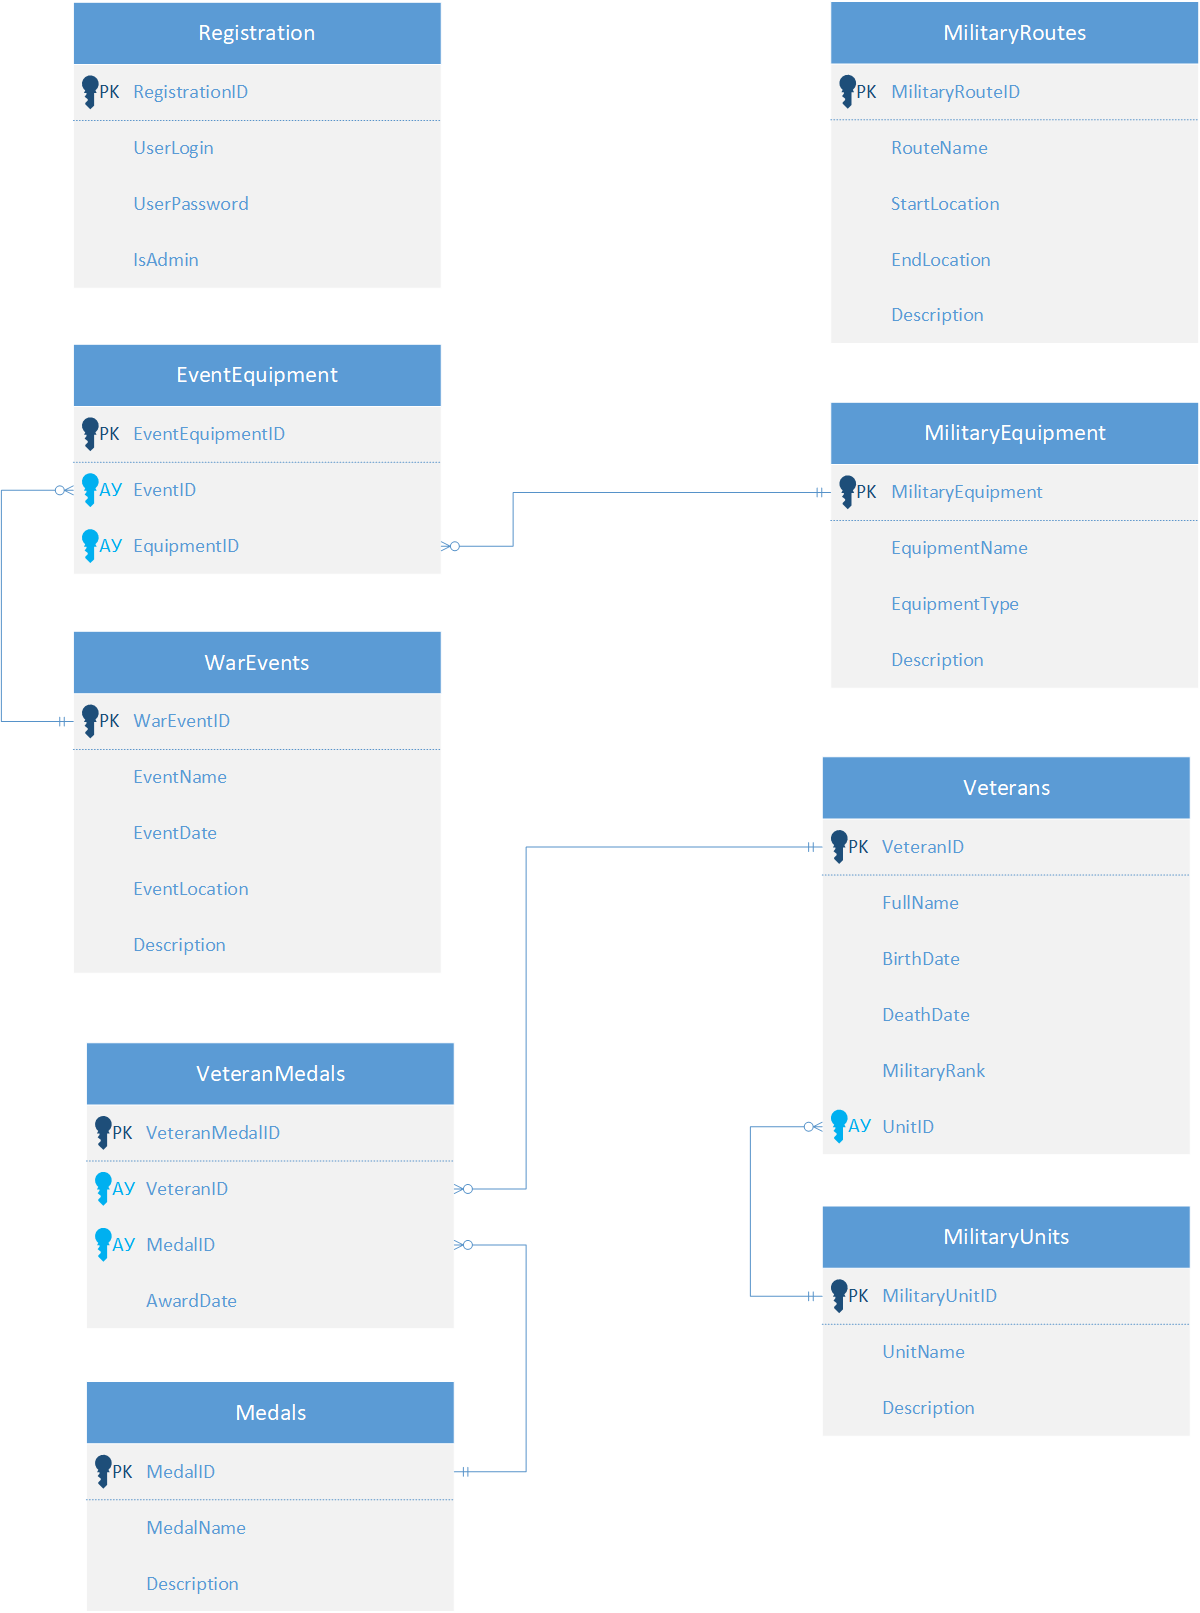 Registration
PK RegistrationID
UserLogin
UserPassword
IsAdmin
MilitaryRoutes
PK MilitaryRouteID
RouteName
StartLocation
EndLocation
Description
EventEquipment
PK EventEquipmentID
АУ EventID
АУ EquipmentID
MilitaryEquipment
PK MilitaryEquipment
EquipmentName
EquipmentType
Description
WarEvents
PK WarEventID
EventName
EventDate
EventLocation
Description
Veterans
PK VeteranID
FullName
BirthDate
DeathDate
MilitaryRank
АУ UnitID
VeteranMedals
PK VeteranMedalID
АУ VeteranID
АУ MedalID
AwardDate
MilitaryUnits
PK MilitaryUnitID
UnitName
Description
Medals
PK MedalID
MedalName
Description